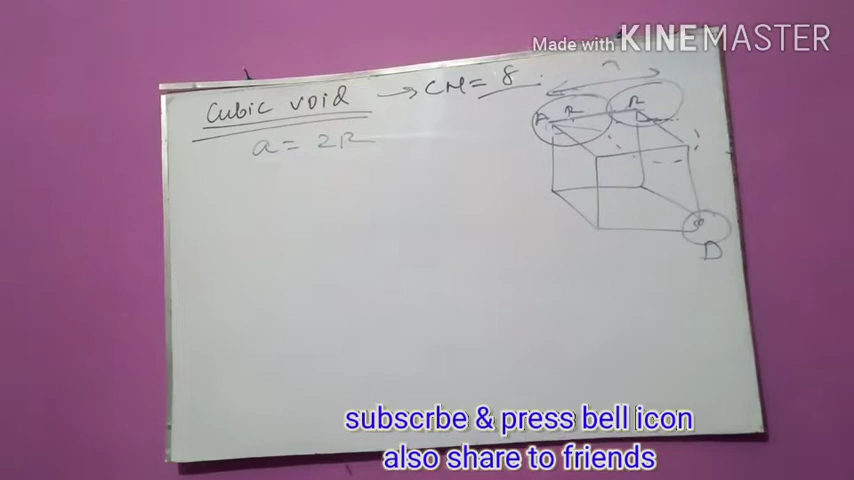 Made with KINEMASTER
Cubic void → CN = 8
a = 2R
A R R
D
subscrbe & press bell icon
also share to friends